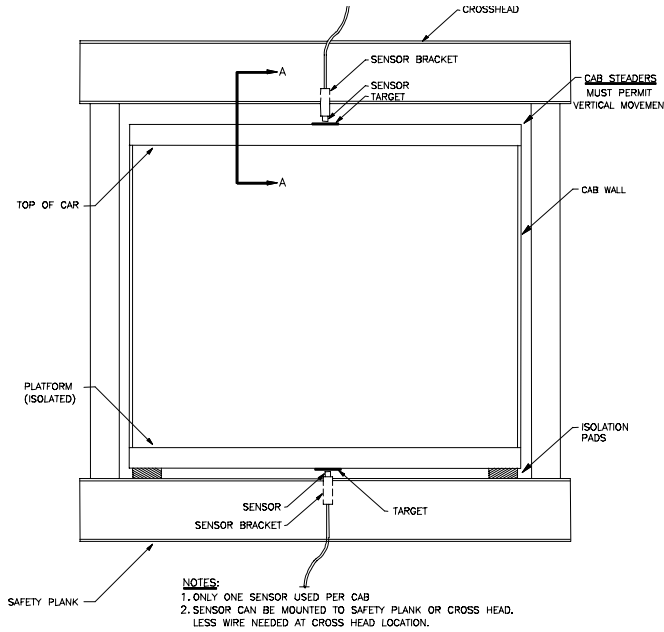 CROSSHEAD
A
SENSOR BRACKET
SENSOR
TARGET
CAB STEADERS
MUST PERMIT
VERTICAL MOVEMEN
A
TOP OF CAR
CAB WALL
PLATFORM
(ISOLATED)
ISOLATION
PADS
SENSOR
TARGET
SENSOR BRACKET
SAFETY PLANK
NOTES:
1. ONLY ONE SENSOR USED PER CAB
2. SENSOR CAN BE MOUNTED TO SAFETY PLANK OR CROSS HEAD.
LESS WIRE NEEDED AT CROSS HEAD LOCATION.